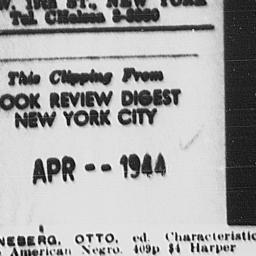 W. 19th ST., NEW YORK
Tel. CHelsea 3-8860
This Clipping From
OOK REVIEW DIGEST
NEW YORK CITY
APR -- 1944
NEBERG, OTTO, ed. Characteristic
American Negro. 409p $4 Harper